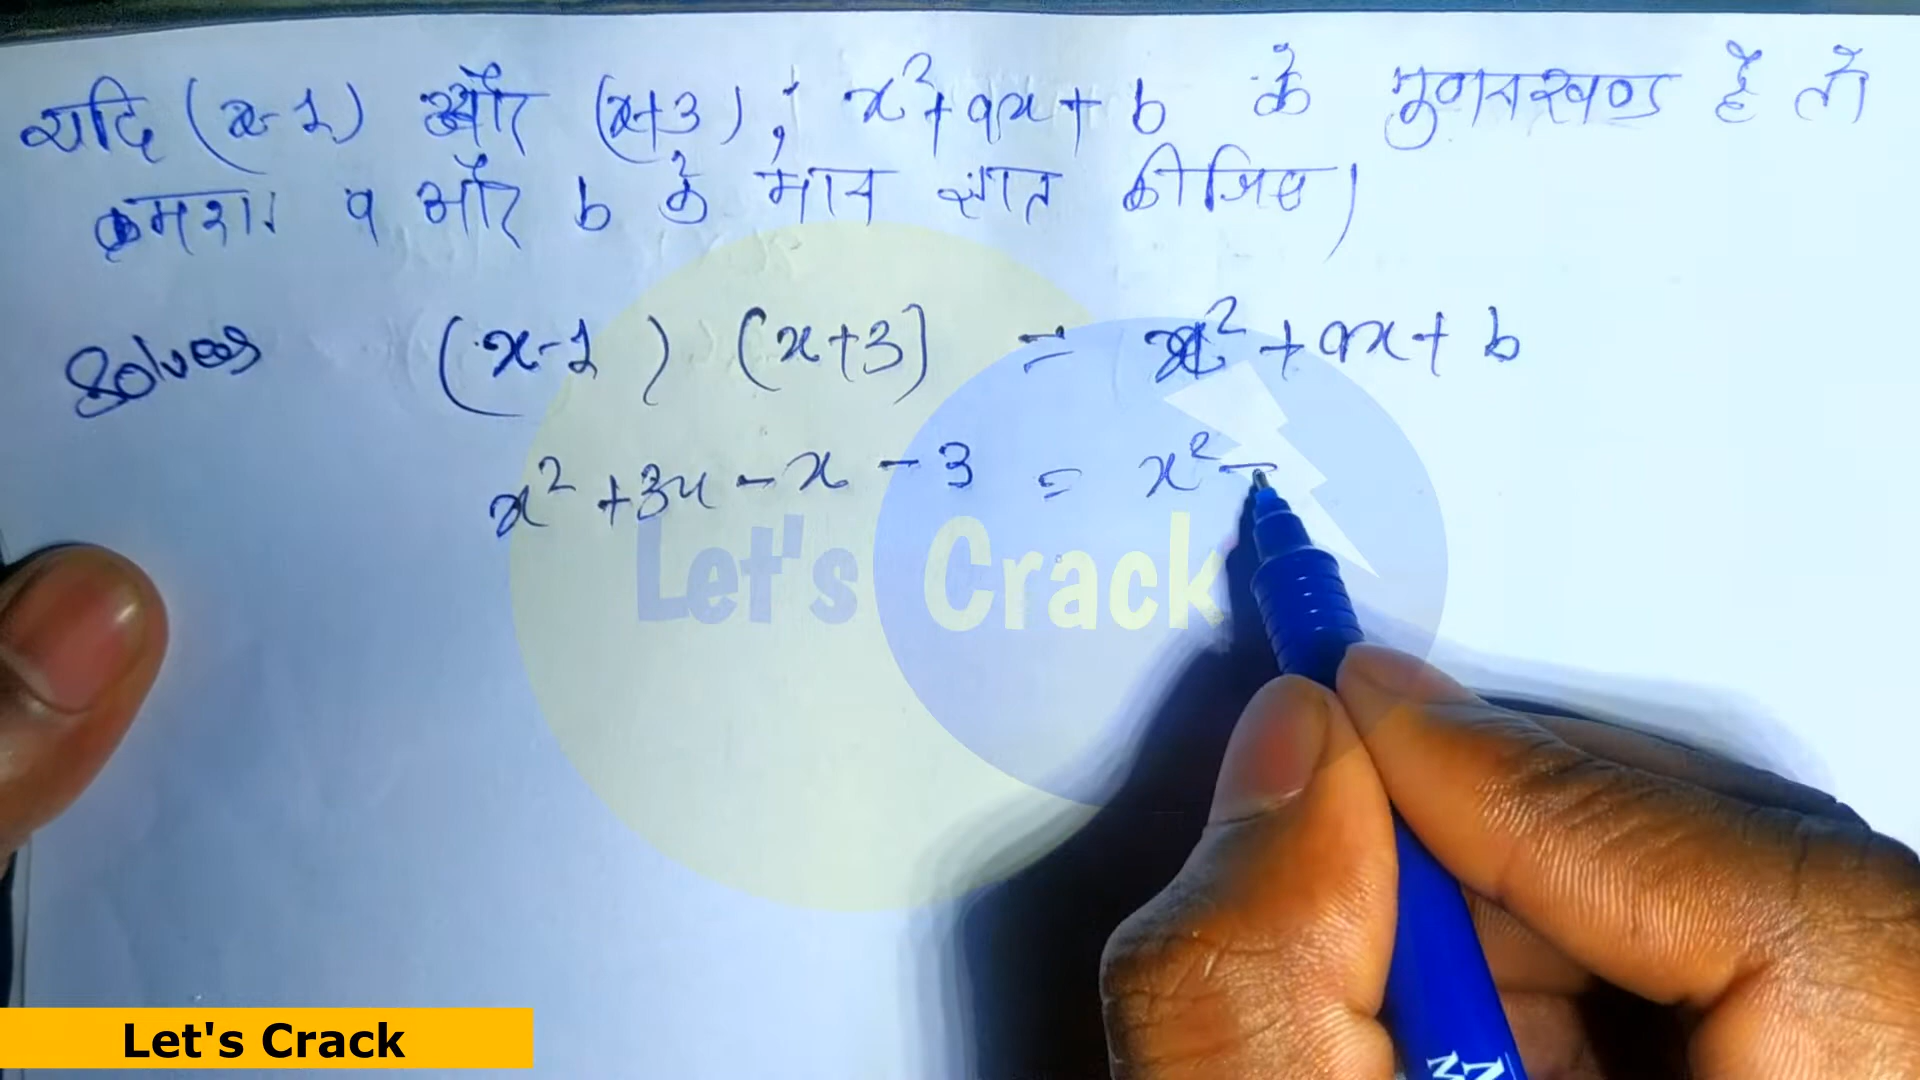 यदि (x-1) और (x+3), x²+ax+b के गुणनखण्ड हैं तो
क्रमशः a और b के मान ज्ञात कीजिए।
(x-1) (x+3) = x²+ax+b
x²+3x-x-3 = x²
Let's Crack
Let's Crack